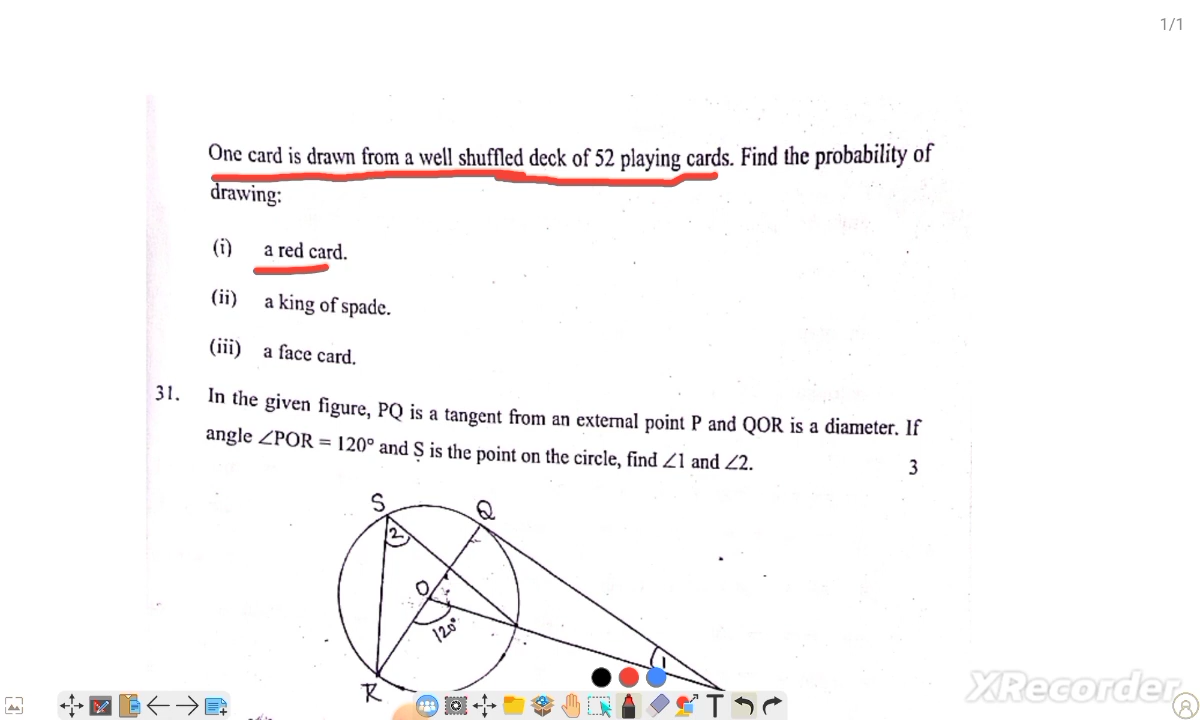 1/1
One card is drawn from a well shuffled deck of 52 playing cards. Find the probability of
drawing:
(i) a red card.
(ii) a king of spade.
(iii) a face card.
31. In the given figure, PQ is a tangent from an external point P and QOR is a diameter. If
angle ∠POR = 120° and S is the point on the circle, find ∠1 and ∠2.
3
S
Q
2
O
120°
1
R
T
XRecorder